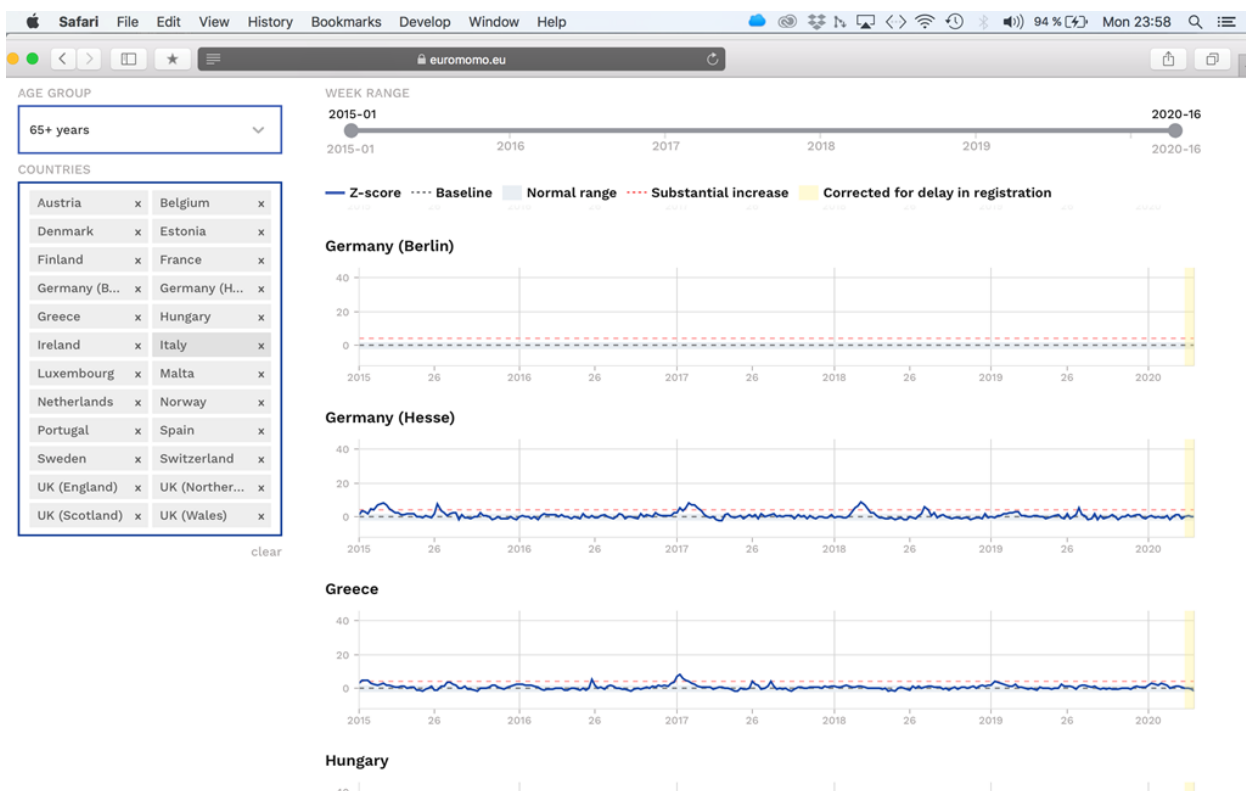 Safari File Edit View History Bookmarks Develop Window Help 94 % Mon 23:58
euromomo.eu
AGE GROUP
65+ years
COUNTRIES
Austria x Belgium x
Denmark x Estonia x
Finland x France x
Germany (B... x Germany (H... x
Greece x Hungary x
Ireland x Italy x
Luxembourg x Malta x
Netherlands x Norway x
Portugal x Spain x
Sweden x Switzerland x
UK (England) x UK (Norther... x
UK (Scotland) x UK (Wales) x
clear
WEEK RANGE
2015-01 2020-16
2015-01 2016 2017 2018 2019 2020-16
Z-score Baseline Normal range Substantial increase Corrected for delay in registration
Germany (Berlin)
40
20
0
2015 26 2016 26 2017 26 2018 26 2019 26 2020
Germany (Hesse)
40
20
0
2015 26 2016 26 2017 26 2018 26 2019 26 2020
Greece
40
20
0
2015 26 2016 26 2017 26 2018 26 2019 26 2020
Hungary